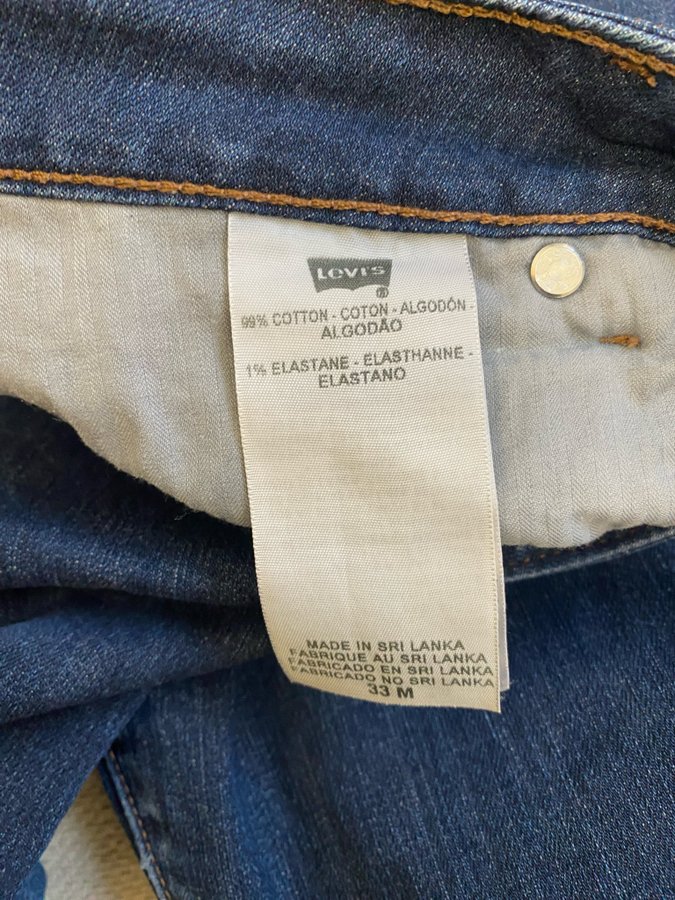 LEVI'S
®
99% COTTON - COTON - ALGODÓN -
ALGODÃO
1% ELASTANE - ELASTHANNE -
ELASTANO
MADE IN SRI LANKA
FABRIQUE AU SRI LANKA
FABRICADO EN SRI LANKA
FABRICADO NO SRI LANKA
33 M